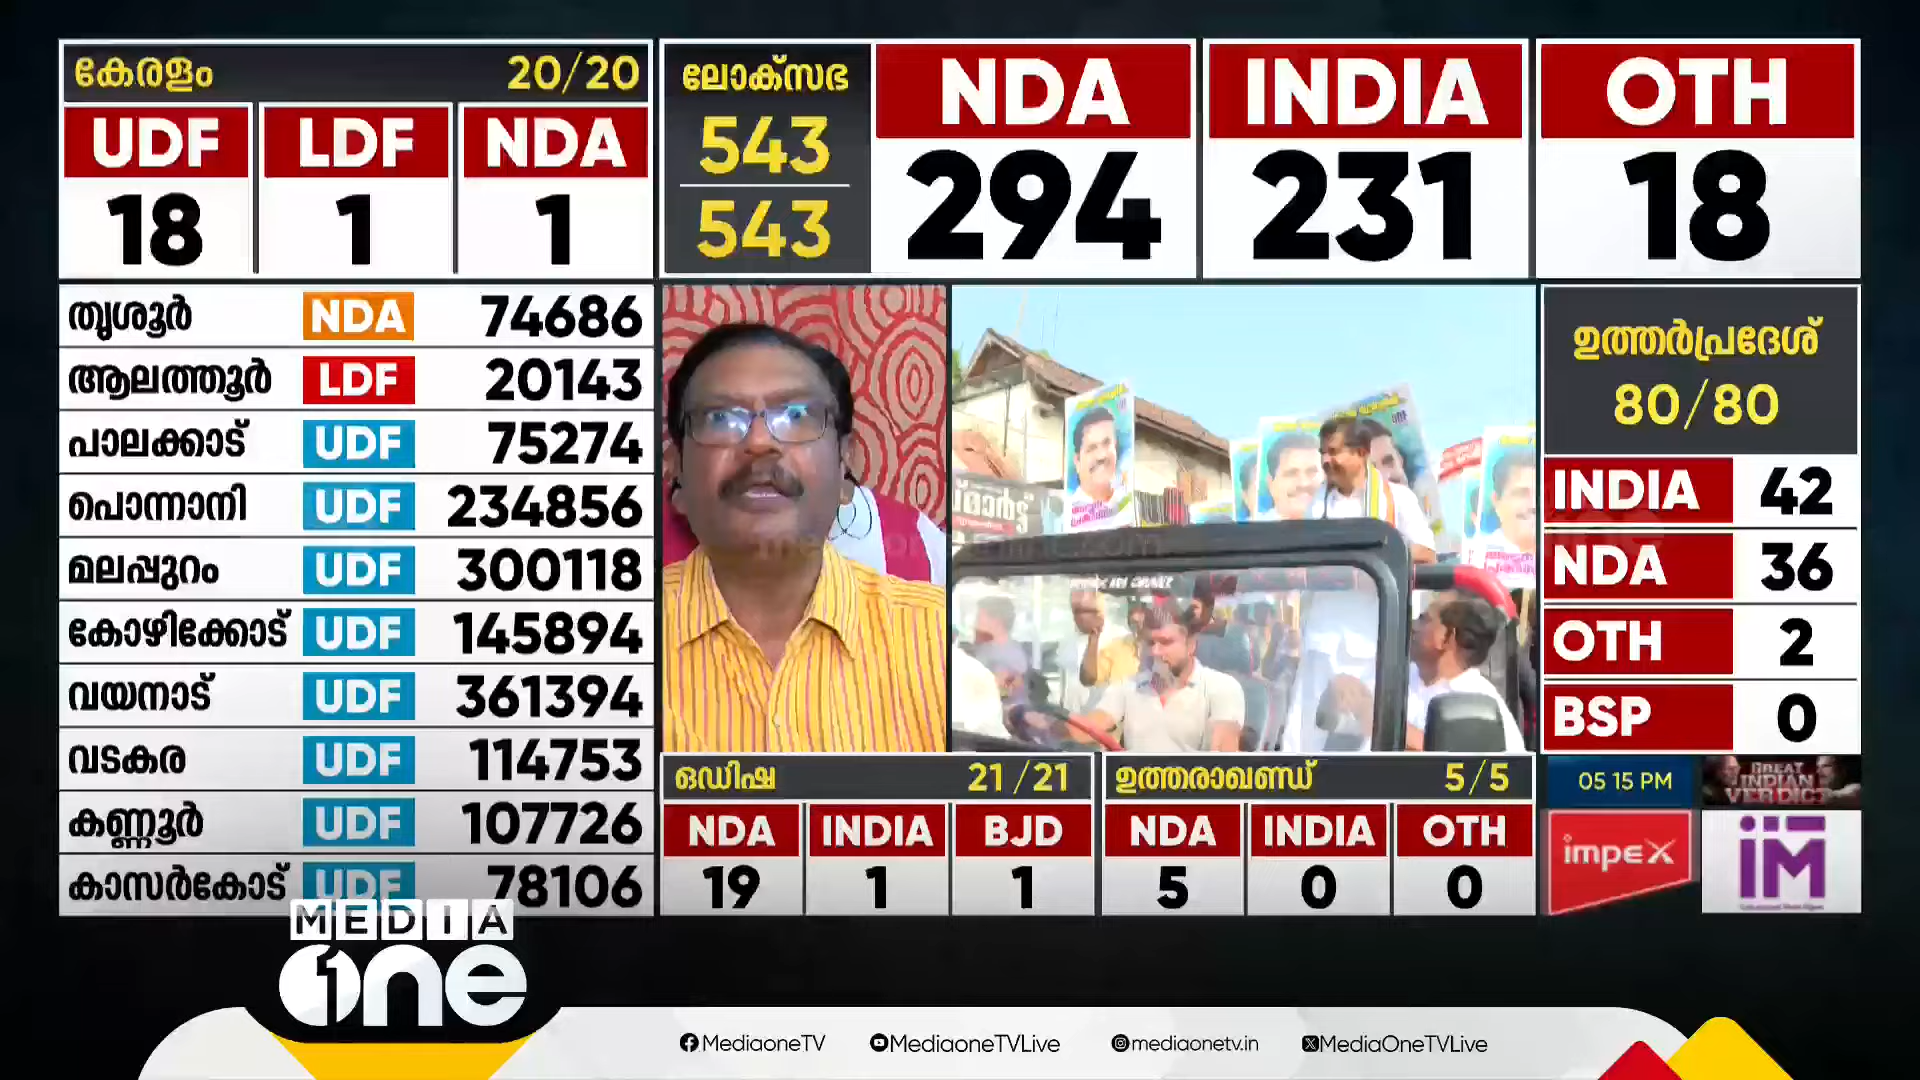 കേരളം 20/20
UDF LDF NDA
18 1 1
ലോക്സഭ
543
543
NDA INDIA OTH
294 231 18
തൃശൂർ NDA 74686
ആലത്തൂർ LDF 20143
പാലക്കാട് UDF 75274
പൊന്നാനി UDF 234856
മലപ്പുറം UDF 300118
കോഴിക്കോട് UDF 145894
വയനാട് UDF 361394
വടകര UDF 114753
കണ്ണൂർ UDF 107726
കാസർകോട് UDF 78106
ഉത്തർപ്രദേശ്
80/80
INDIA 42
NDA 36
OTH 2
BSP 0
ഒഡിഷ 21/21
NDA INDIA BJD
19 1 1
ഉത്തരാഖണ്ഡ് 5/5
NDA INDIA OTH
5 0 0
05 15 PM
GREAT
INDIAN
VERDICT
impex
MEDIA
one
MediaoneTV MediaoneTVLive mediaonetv.in MediaOneTVLive